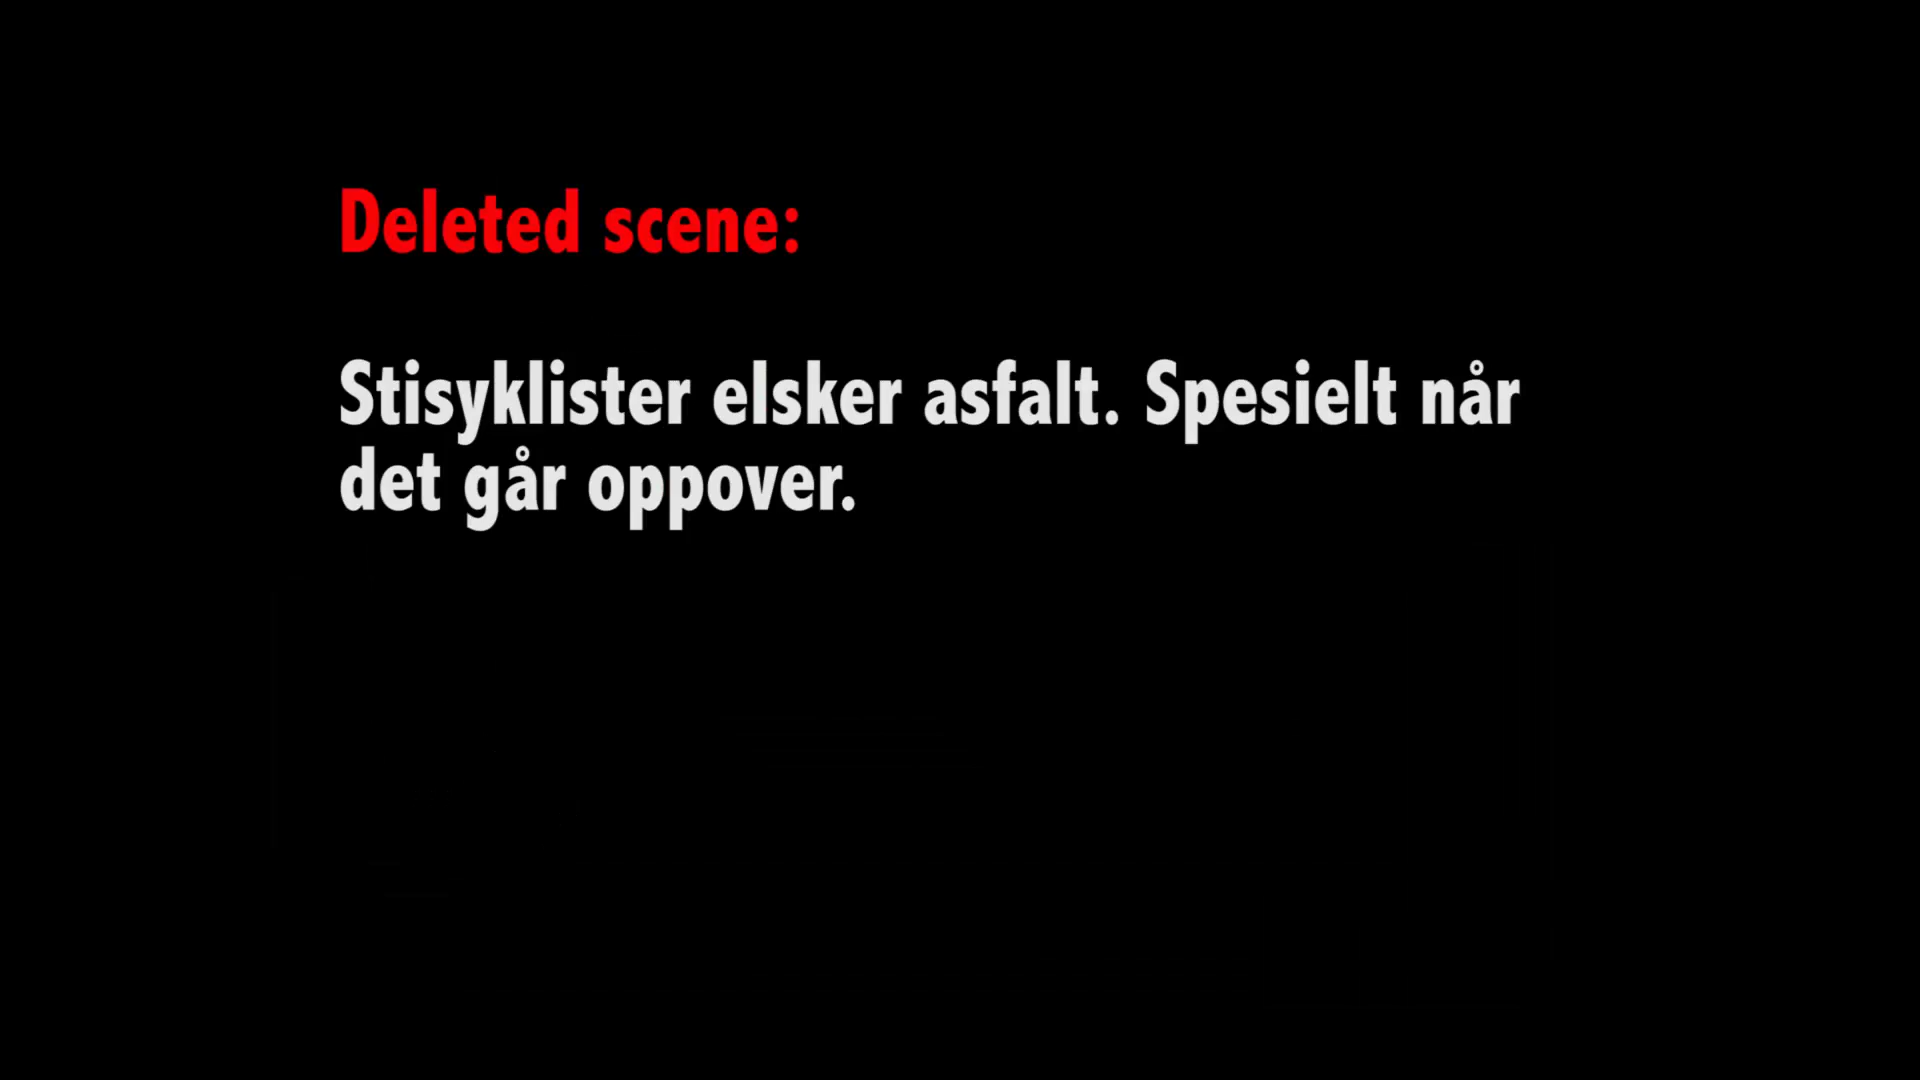 Deleted scene:
Stisyklister elsker asfalt. Spesielt når
det går oppover.